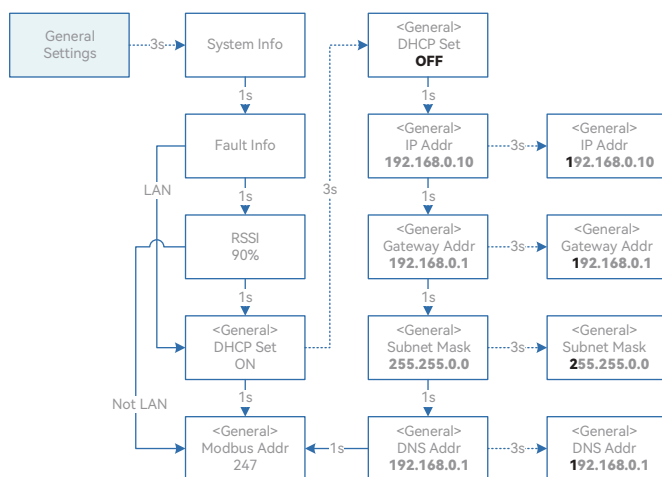 General
Settings
3s
System Info
1s
Fault Info
LAN
1s
RSSI
90%
1s
<General>
DHCP Set
ON
Not LAN
1s
<General>
Modbus Addr
247
3s
<General>
DHCP Set
OFF
1s
<General>
IP Addr
192.168.0.10
3s
<General>
IP Addr
192.168.0.10
1s
<General>
Gateway Addr
192.168.0.1
3s
<General>
Gateway Addr
192.168.0.1
1s
<General>
Subnet Mask
255.255.0.0
3s
<General>
Subnet Mask
255.255.0.0
1s
1s
<General>
DNS Addr
192.168.0.1
3s
<General>
DNS Addr
192.168.0.1